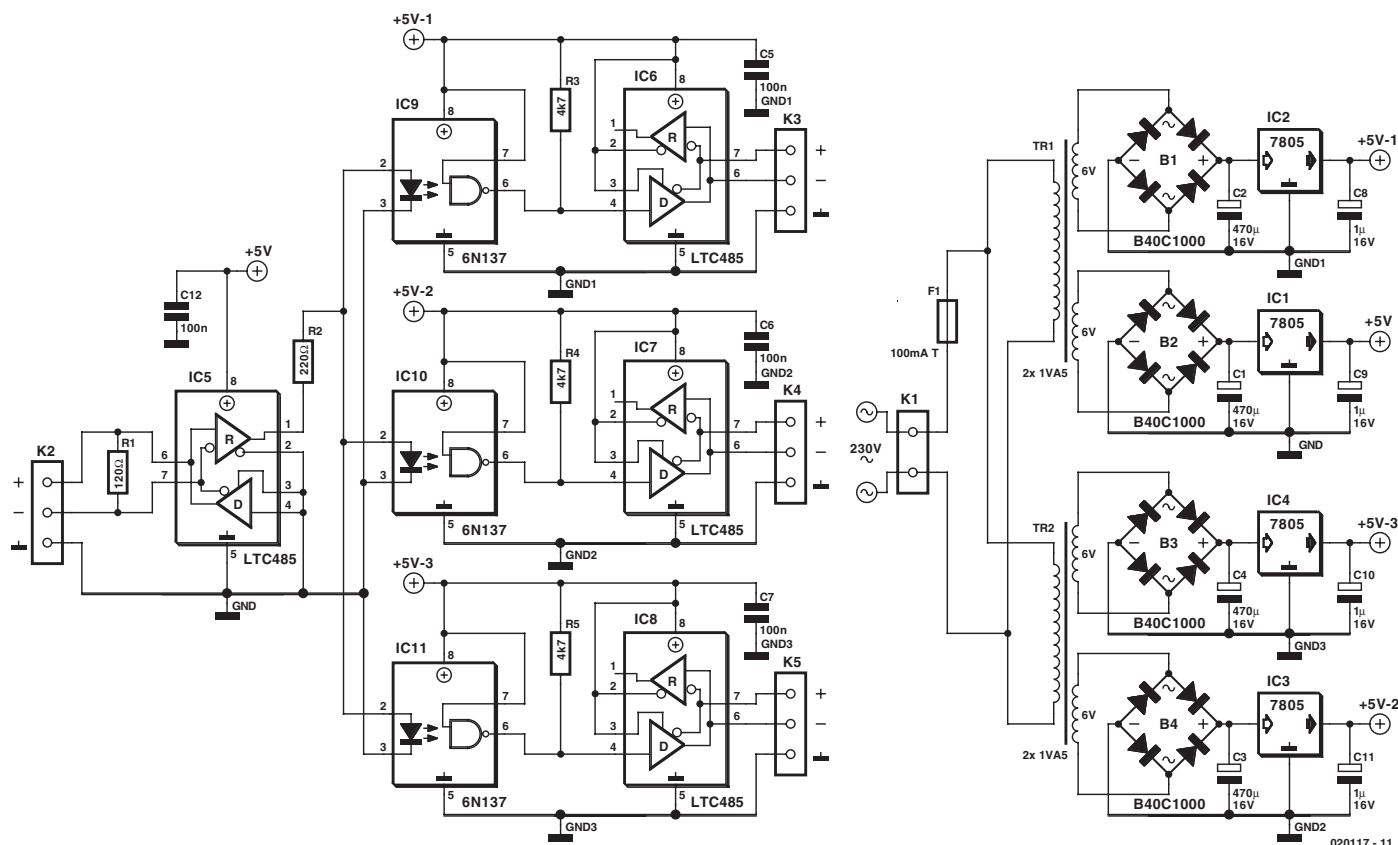 +5V-1
C5
100n
GND1
R3
4k7
IC6
8
IC9
8
K3
1
R
2
7
+
2
7
6
−
3
6
3
D
4
5
5
6N137
LTC485
GND1
+5V
C12
100n
R2
220Ω
IC5
8
K2
R1
120Ω
6
7
R
1
2
+
−
D
3
4
5
LTC485
GND
+5V-2
C6
100n
GND2
R4
4k7
IC7
8
IC10
8
K4
1
R
2
7
+
2
7
6
−
3
6
3
D
4
5
5
6N137
LTC485
GND2
+5V-3
C7
100n
GND3
R5
4k7
IC8
8
IC11
8
K5
1
R
2
7
+
2
7
6
−
3
6
3
D
4
5
5
6N137
LTC485
GND3
F1
100mA T
K1
230V
~
TR1
6V
6V
2x 1VA5
~
− B1 +
~
B40C1000
IC2
7805
+5V-1
C2
470µ
16V
C8
1µ
16V
GND1
~
− B2 +
~
B40C1000
IC1
7805
+5V
C1
470µ
16V
C9
1µ
16V
GND
TR2
6V
6V
2x 1VA5
~
− B3 +
~
B40C1000
IC4
7805
+5V-3
C4
470µ
16V
C10
1µ
16V
GND3
~
− B4 +
~
B40C1000
IC3
7805
+5V-2
C3
470µ
16V
C11
1µ
16V
GND2
020117 - 11